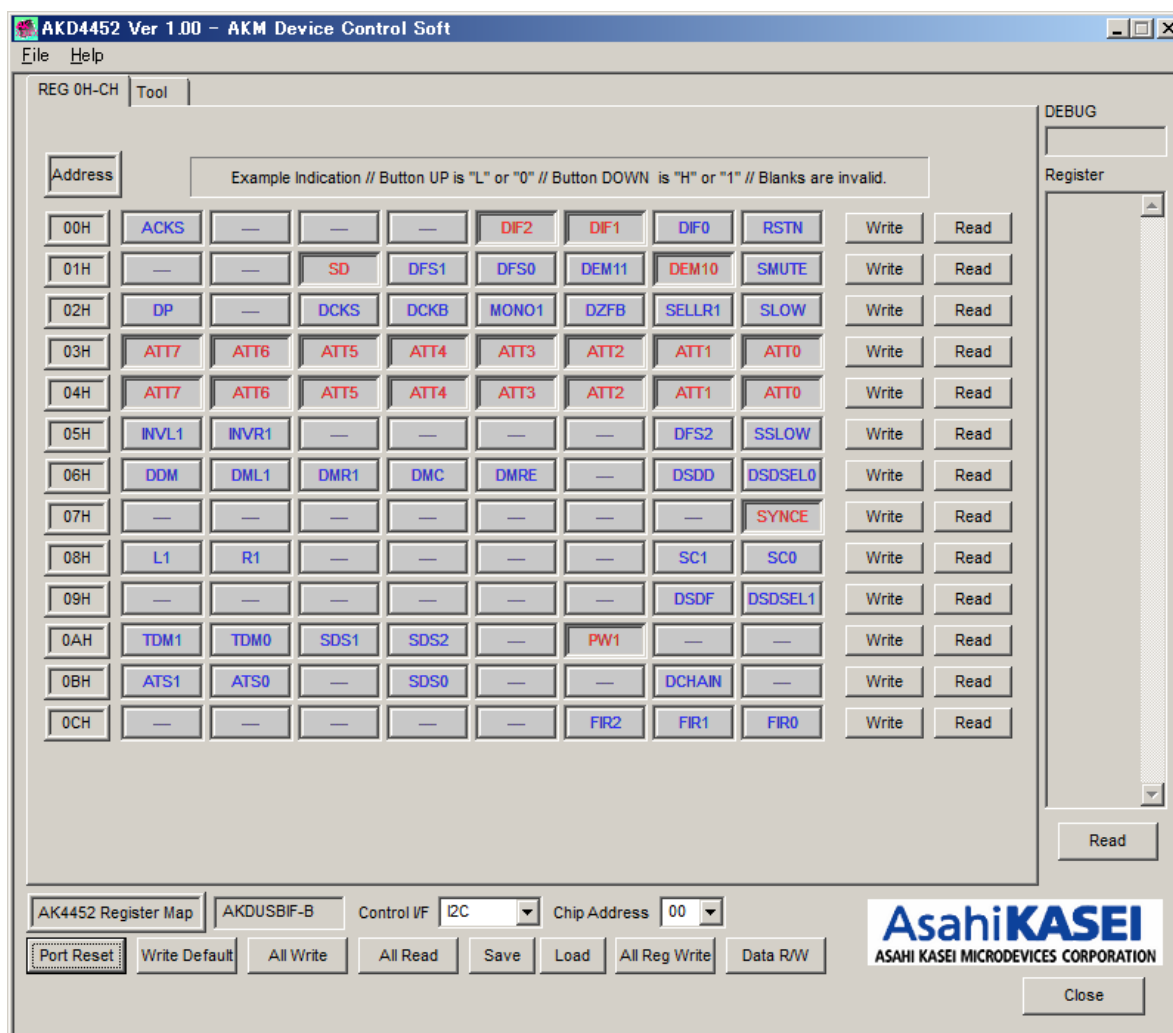 AKD4452 Ver 1.00 - AKM Device Control Soft
File Help
REG 0H-CH Tool
DEBUG
Address
Example Indication // Button UP is "L" or "0" // Button DOWN is "H" or "1" // Blanks are invalid.
Register
00H ACKS — — — DIF2 DIF1 DIF0 RSTN Write Read
01H — — SD DFS1 DFS0 DEM11 DEM10 SMUTE Write Read
02H DP — DCKS DCKB MONO1 DZFB SELLR1 SLOW Write Read
03H ATT7 ATT6 ATT5 ATT4 ATT3 ATT2 ATT1 ATT0 Write Read
04H ATT7 ATT6 ATT5 ATT4 ATT3 ATT2 ATT1 ATT0 Write Read
05H INVL1 INVR1 — — — — DFS2 SSLOW Write Read
06H DDM DML1 DMR1 DMC DMRE — DSDD DSDSEL0 Write Read
07H — — — — — — — SYNCE Write Read
08H L1 R1 — — — — SC1 SC0 Write Read
09H — — — — — — DSDF DSDSEL1 Write Read
0AH TDM1 TDM0 SDS1 SDS2 — PW1 — — Write Read
0BH ATS1 ATS0 — SDS0 — — DCHAIN — Write Read
0CH — — — — — FIR2 FIR1 FIR0 Write Read
Read
AK4452 Register Map AKDUSBIF-B Control I/F I2C Chip Address 00
Port Reset Write Default All Write All Read Save Load All Reg Write Data R/W
AsahiKASEI
ASAHI KASEI MICRODEVICES CORPORATION
Close